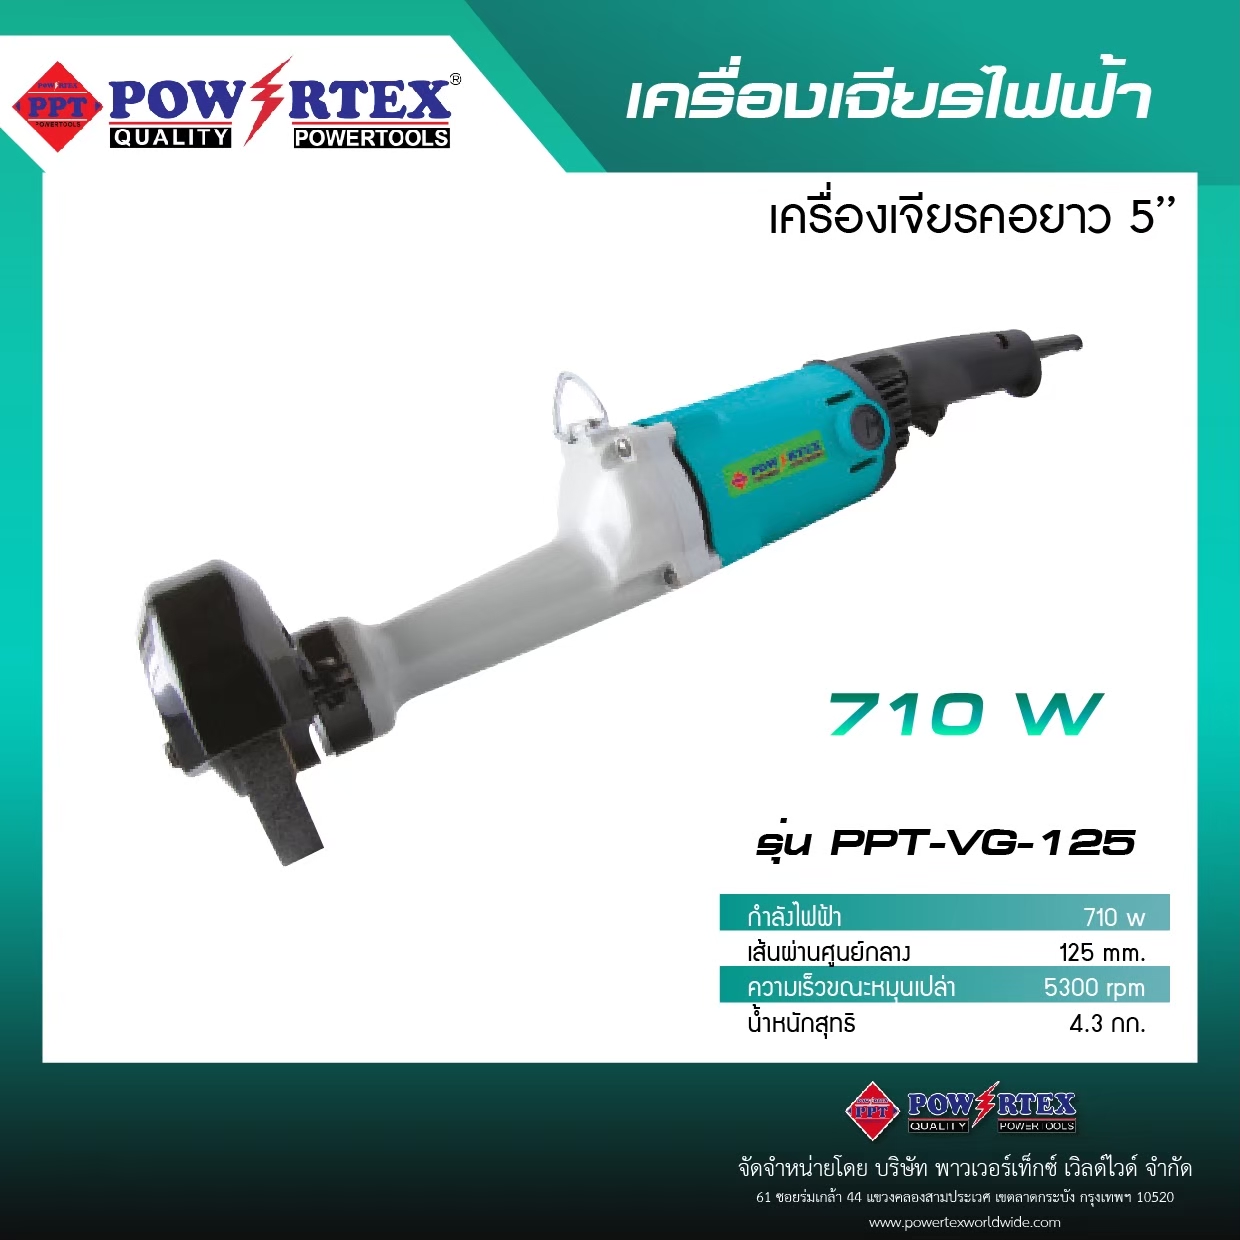 POWERTEX®
PPT
QUALITY POWERTOOLS
เครื่องเจียรไฟฟ้า
เครื่องเจียรคอยาว 5’’
POWERTEX
710 W
รุ่น PPT-VG-125
กำลังไฟฟ้า 710 w
เส้นผ่านศูนย์กลาง 125 mm.
ความเร็วขณะหมุนเปล่า 5300 rpm
น้ำหนักสุทธิ 4.3 กก.
PPT POWERTEX
QUALITY POWERTOOLS
จัดจำหน่ายโดย บริษัท พาวเวอร์เท็กซ์ เวิลด์ไวด์ จำกัด
61 ซอยร่มเกล้า 44 แขวงคลองสามประเวศ เขตลาดกระบัง กรุงเทพฯ 10520
www.powertexworldwide.com